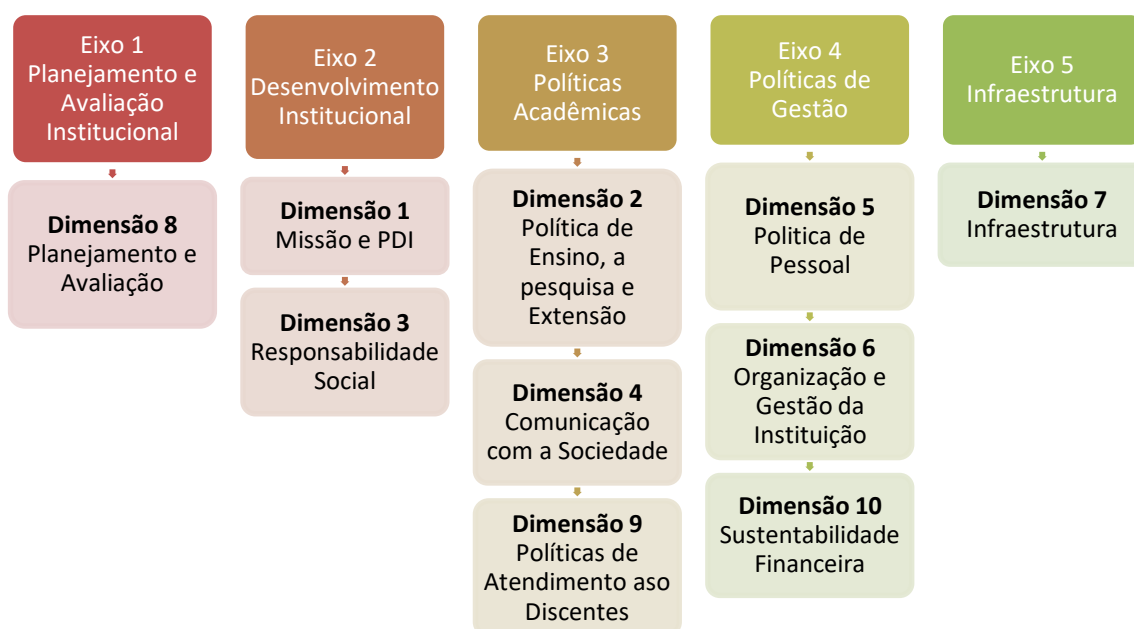 Eixo 1
Planejamento e
Avaliação
Institucional
Dimensão 8
Planejamento e
Avaliação
Eixo 2
Desenvolvimento
Institucional
Dimensão 1
Missão e PDI
Dimensão 3
Responsabilidade
Social
Eixo 3
Políticas
Acadêmicas
Dimensão 2
Política de
Ensino, a
pesquisa e
Extensão
Dimensão 4
Comunicação
com a Sociedade
Dimensão 9
Políticas de
Atendimento aso
Discentes
Eixo 4
Políticas de
Gestão
Dimensão 5
Politica de
Pessoal
Dimensão 6
Organização e
Gestão da
Instituição
Dimensão 10
Sustentabilidade
Financeira
Eixo 5
Infraestrutura
Dimensão 7
Infraestrutura